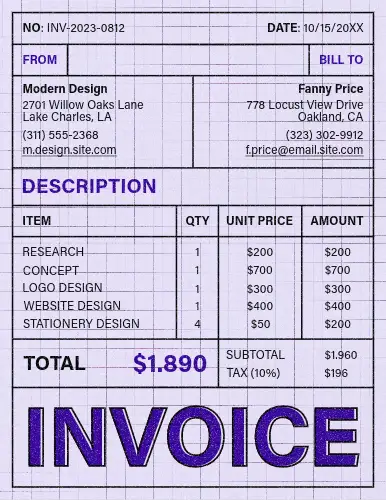 NO: INV-2023-0812 DATE: 10/15/20XX
FROM BILL TO
Modern Design Fanny Price
2701 Willow Oaks Lane 778 Locust View Drive
Lake Charles, LA Oakland, CA
(311) 555-2368 (323) 302-9912
m.design.site.com f.price@email.site.com
DESCRIPTION
ITEM QTY UNIT PRICE AMOUNT
RESEARCH 1 $200 $200
CONCEPT 1 $700 $700
LOGO DESIGN 1 $300 $300
WEBSITE DESIGN 1 $400 $400
STATIONERY DESIGN 4 $50 $200
TOTAL $1.890 SUBTOTAL $1.960
TAX (10%) $196
INVOICE